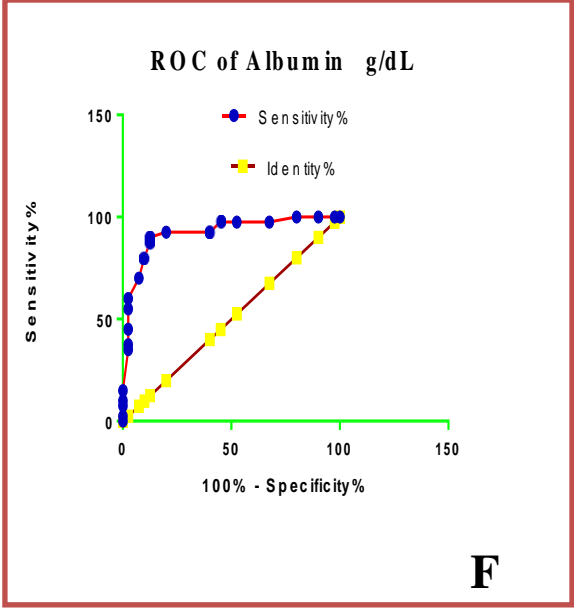 ROC of Albumin g/dL
Sensitivity%
Identity%
150
100
50
0
Sensitivity%
0 50 100 150
100% - Specificity%
F